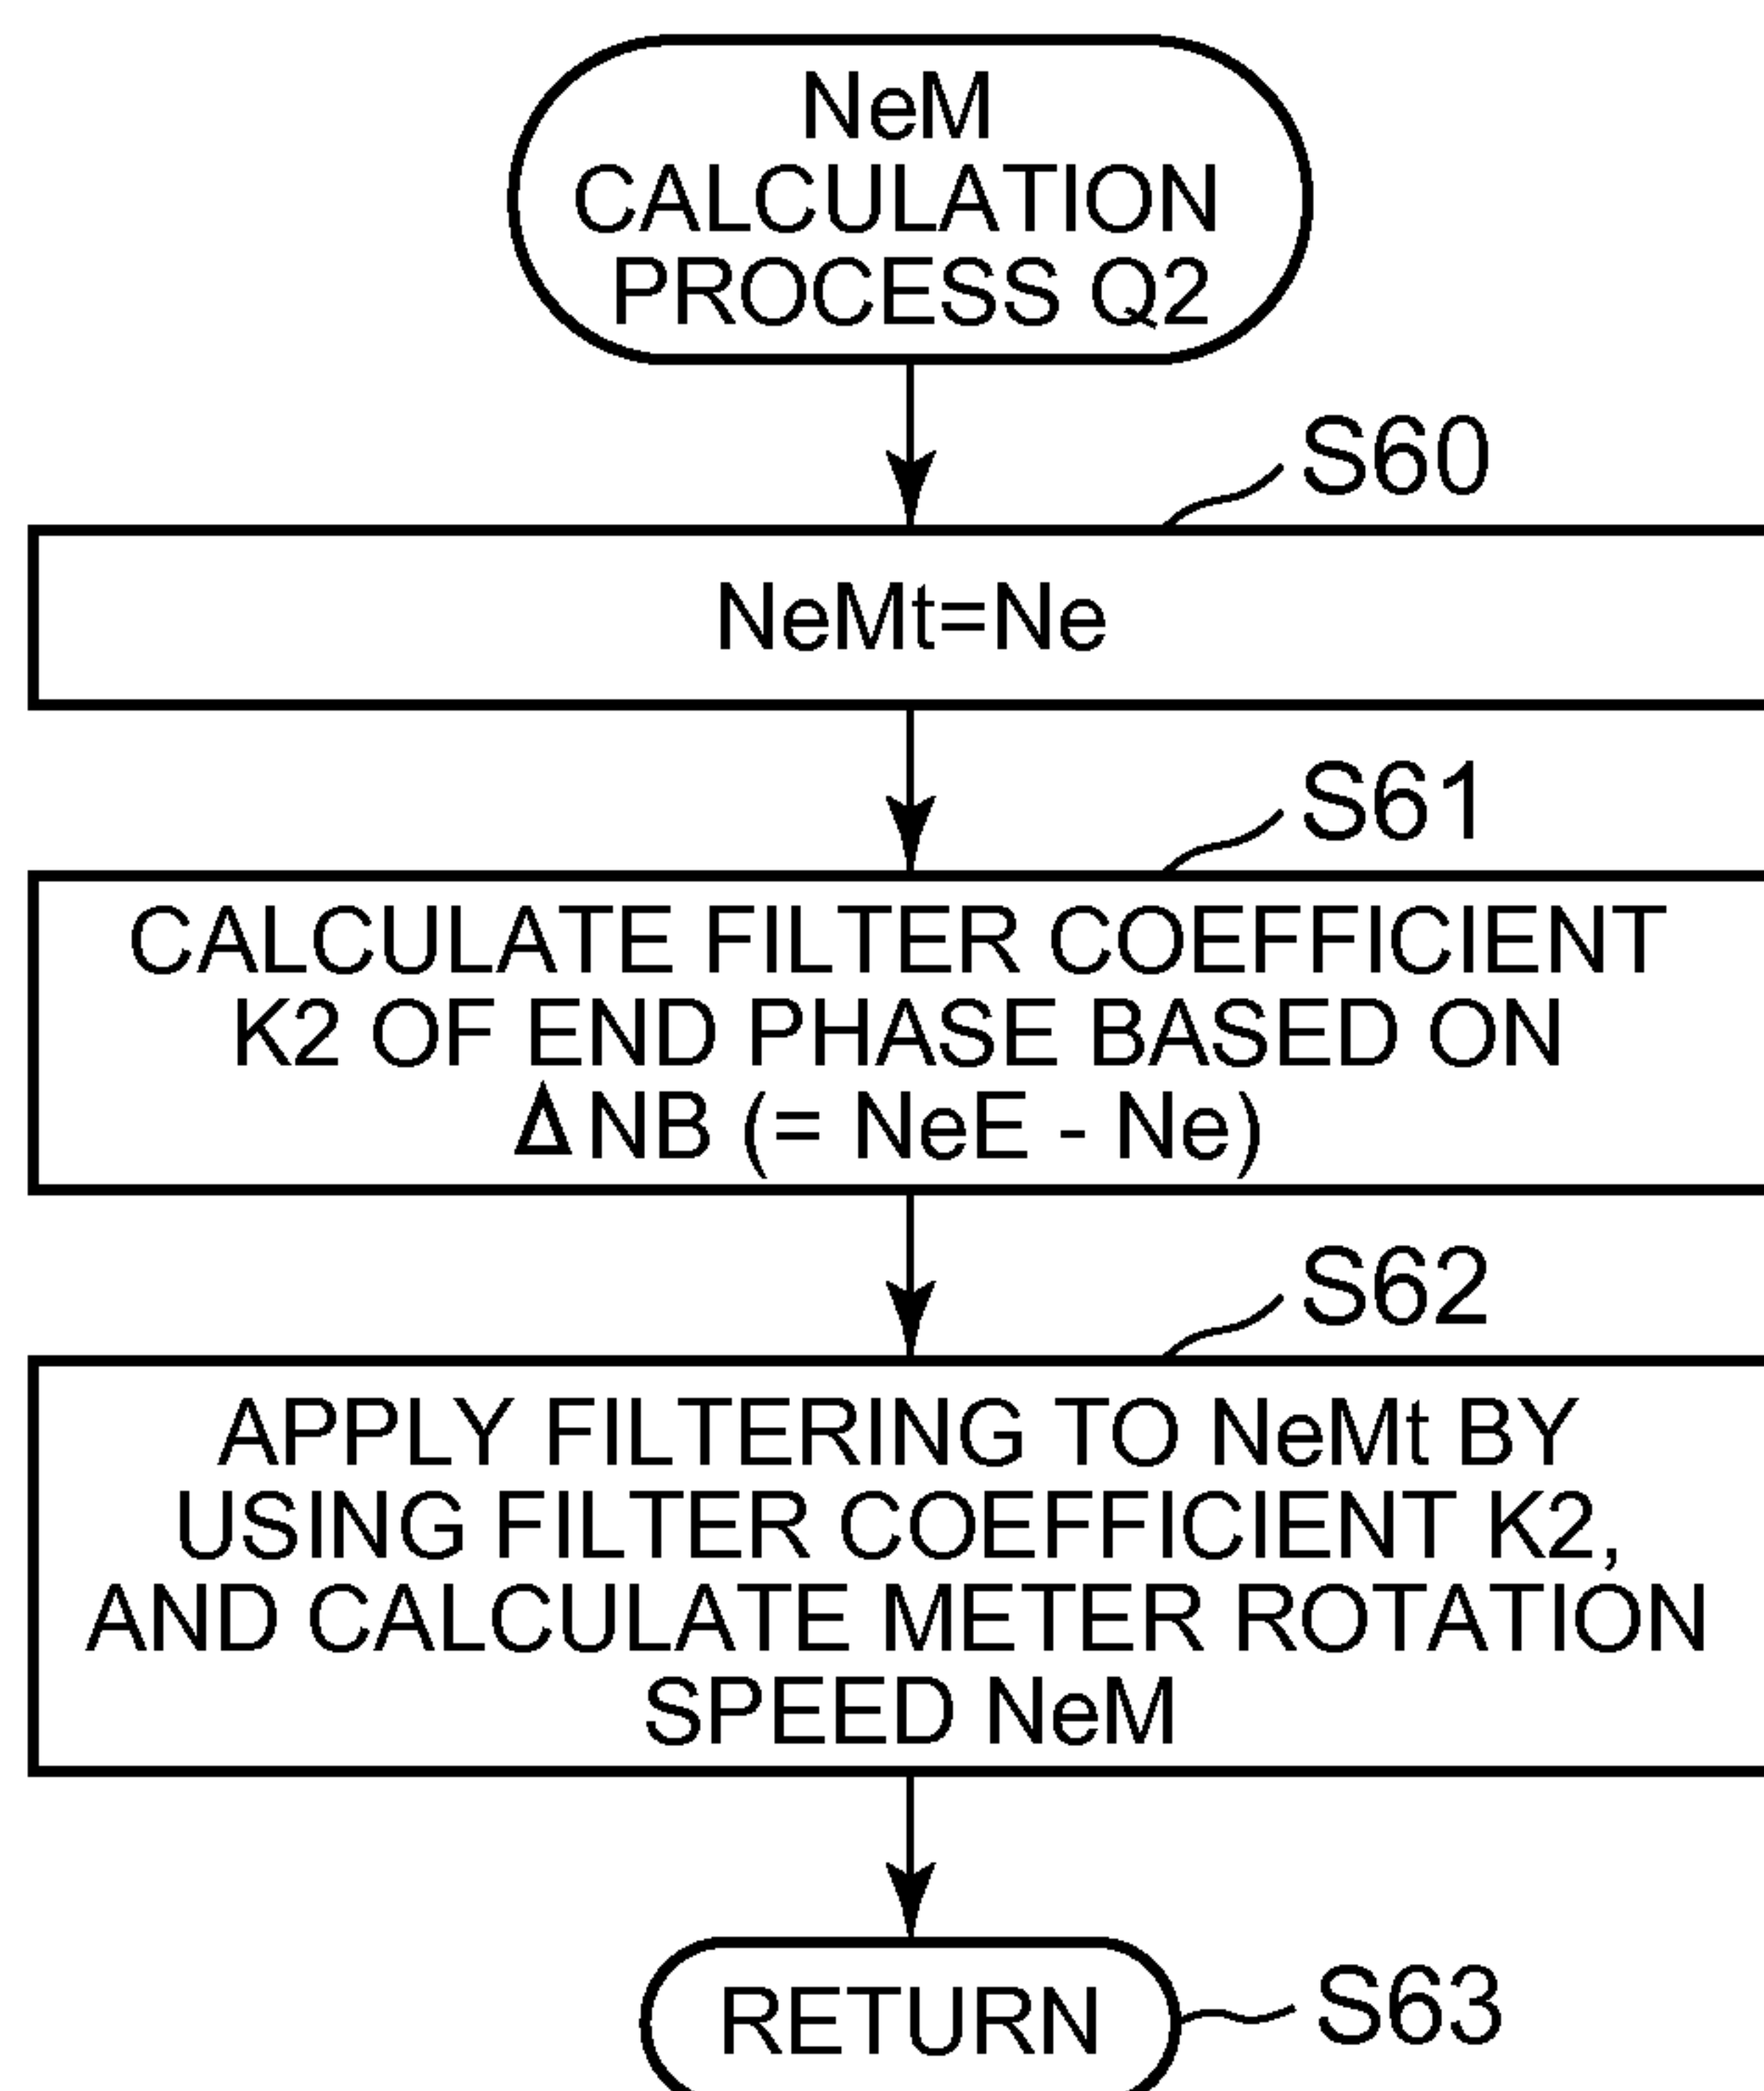 NeM
CALCULATION
PROCESS Q2
S60
NeMt=Ne
S61
CALCULATE FILTER COEFFICIENT
K2 OF END PHASE BASED ON
ΔNB (= NeE - Ne)
S62
APPLY FILTERING TO NeMt BY
USING FILTER COEFFICIENT K2,
AND CALCULATE METER ROTATION
SPEED NeM
RETURN
S63